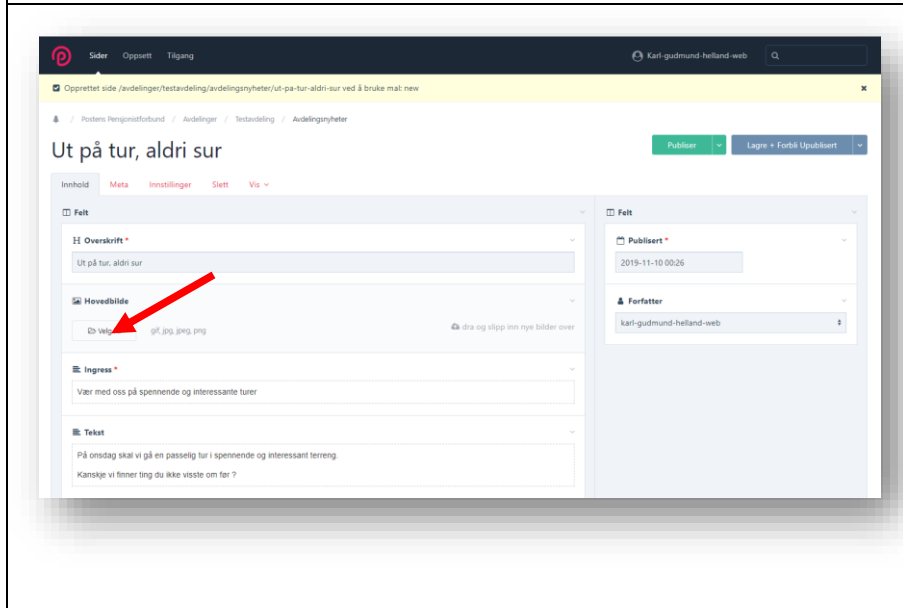 Sider Oppsett Tilgang Karl-gudmund-helland-web
Opprettet side /avdelinger/testavdeling/avdelingsnyheter/ut-pa-tur-aldri-sur ved å bruke mal: new
/ Postens Pensjonistforbund / Avdelinger / Testavdeling / Avdelingsnyheter
Ut på tur, aldri sur
Publiser Lagre + Forbli Upublisert
Innhold Meta Innstillinger Slett Vis
Felt
H Overskrift *
Ut på tur, aldri sur
Hovedbilde
gif, jpg, jpeg, png
dra og slipp inn nye bilder over
Ingress *
Vær med oss på spennende og interessante turer
Tekst
På onsdag skal vi gå en passelig tur i spennende og interessant terreng.
Kanskje vi finner ting du ikke visste om før ?
Felt
Publisert *
2019-11-10 00:26
Forfatter
karl-gudmund-helland-web